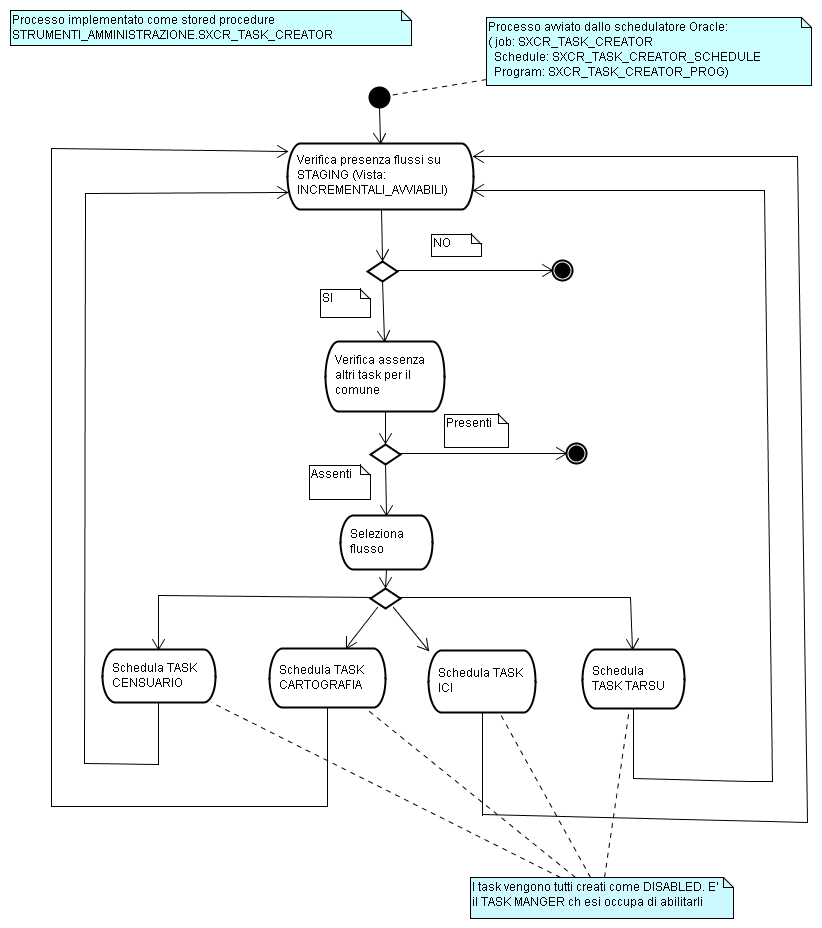 Processo implementato come stored procedure
STRUMENTI_AMMINISTRAZIONE.SXCR_TASK_CREATOR
Processo avviato dallo schedulatore Oracle:
( job: SXCR_TASK_CREATOR
Schedule: SXCR_TASK_CREATOR_SCHEDULE
Program: SXCR_TASK_CREATOR_PROG)
Verifica presenza flussi su
STAGING (Vista:
INCREMENTALI_AVVIABILI)
NO
SI
Verifica assenza
altri task per il
comune
Presenti
Assenti
Seleziona
flusso
Schedula TASK
CENSUARIO
Schedula TASK
CARTOGRAFIA
Schedula TASK
ICI
Schedula
TASK TARSU
I task vengono tutti creati come DISABLED. E'
il TASK MANGER ch esi occupa di abilitarli